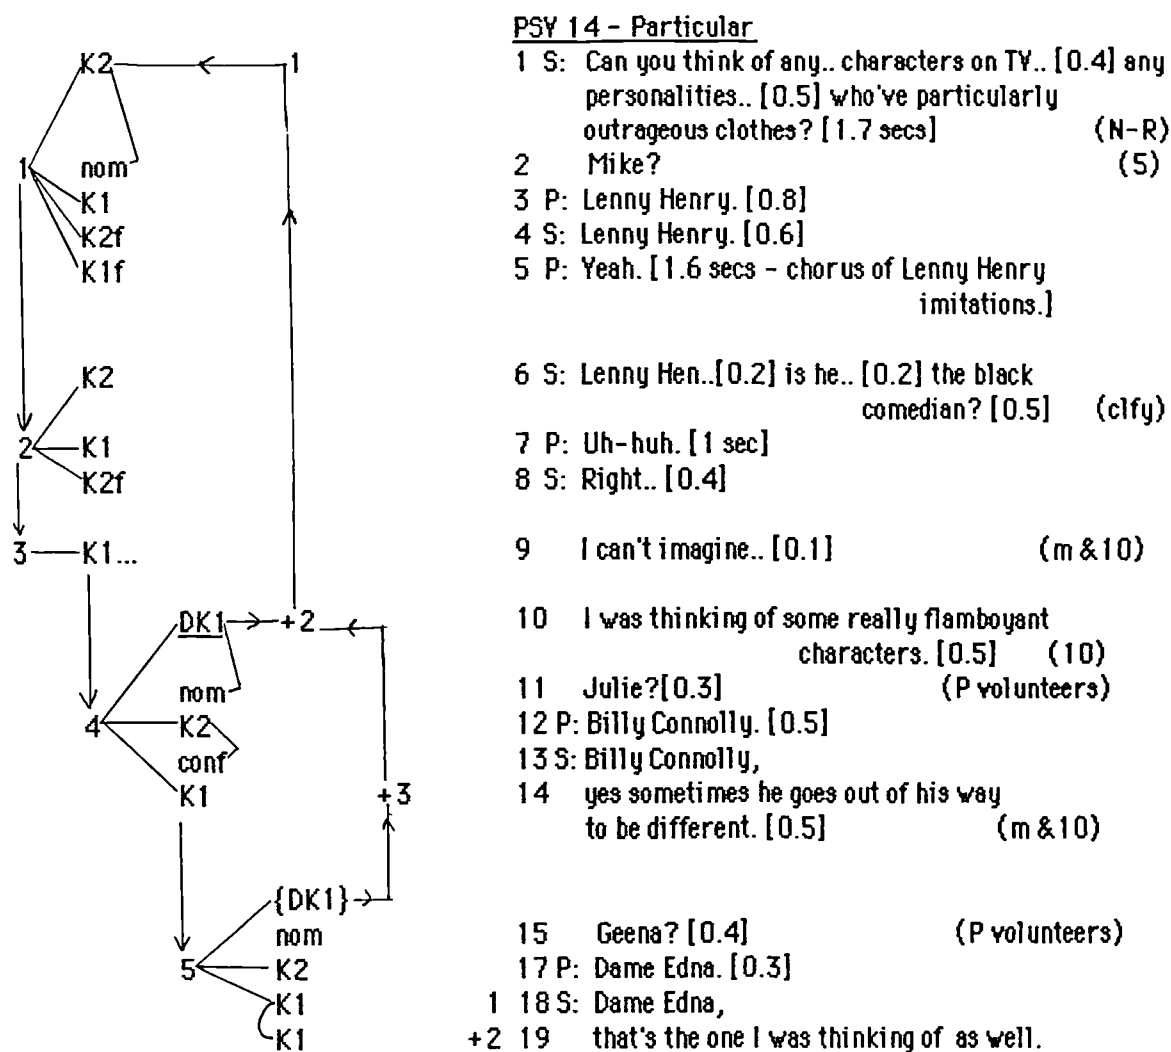 PSY 14 - Particular
K2 1 1 S: Can you think of any.. characters on TV.. [0.4] any
personalities.. [0.5] who've particularly
outrageous clothes? [1.7 secs] (N-R)
1 nom 2 Mike? (5)
K1 3 P: Lenny Henry. [0.8]
K2f 4 S: Lenny Henry. [0.6]
K1f 5 P: Yeah. [1.6 secs - chorus of Lenny Henry
imitations.]
K2 6 S: Lenny Hen..[0.2] is he.. [0.2] the black
comedian? [0.5] (clfy)
2 K1 7 P: Uh-huh. [1 sec]
K2f 8 S: Right.. [0.4]
3 K1... 9 I can't imagine.. [0.1] (m &10)
DK1 +2 10 I was thinking of some really flamboyant
characters. [0.5] (10)
nom 11 Julie?[0.3] (P volunteers)
4 K2 12 P: Billy Connolly. [0.5]
conf 13 S: Billy Connolly,
K1 +3 14 yes sometimes he goes out of his way
to be different. [0.5] (m &10)
{DK1}
nom 15 Geena? [0.4] (P volunteers)
5 K2 17 P: Dame Edna. [0.3]
K1 1 18 S: Dame Edna,
K1 +2 19 that's the one I was thinking of as well.